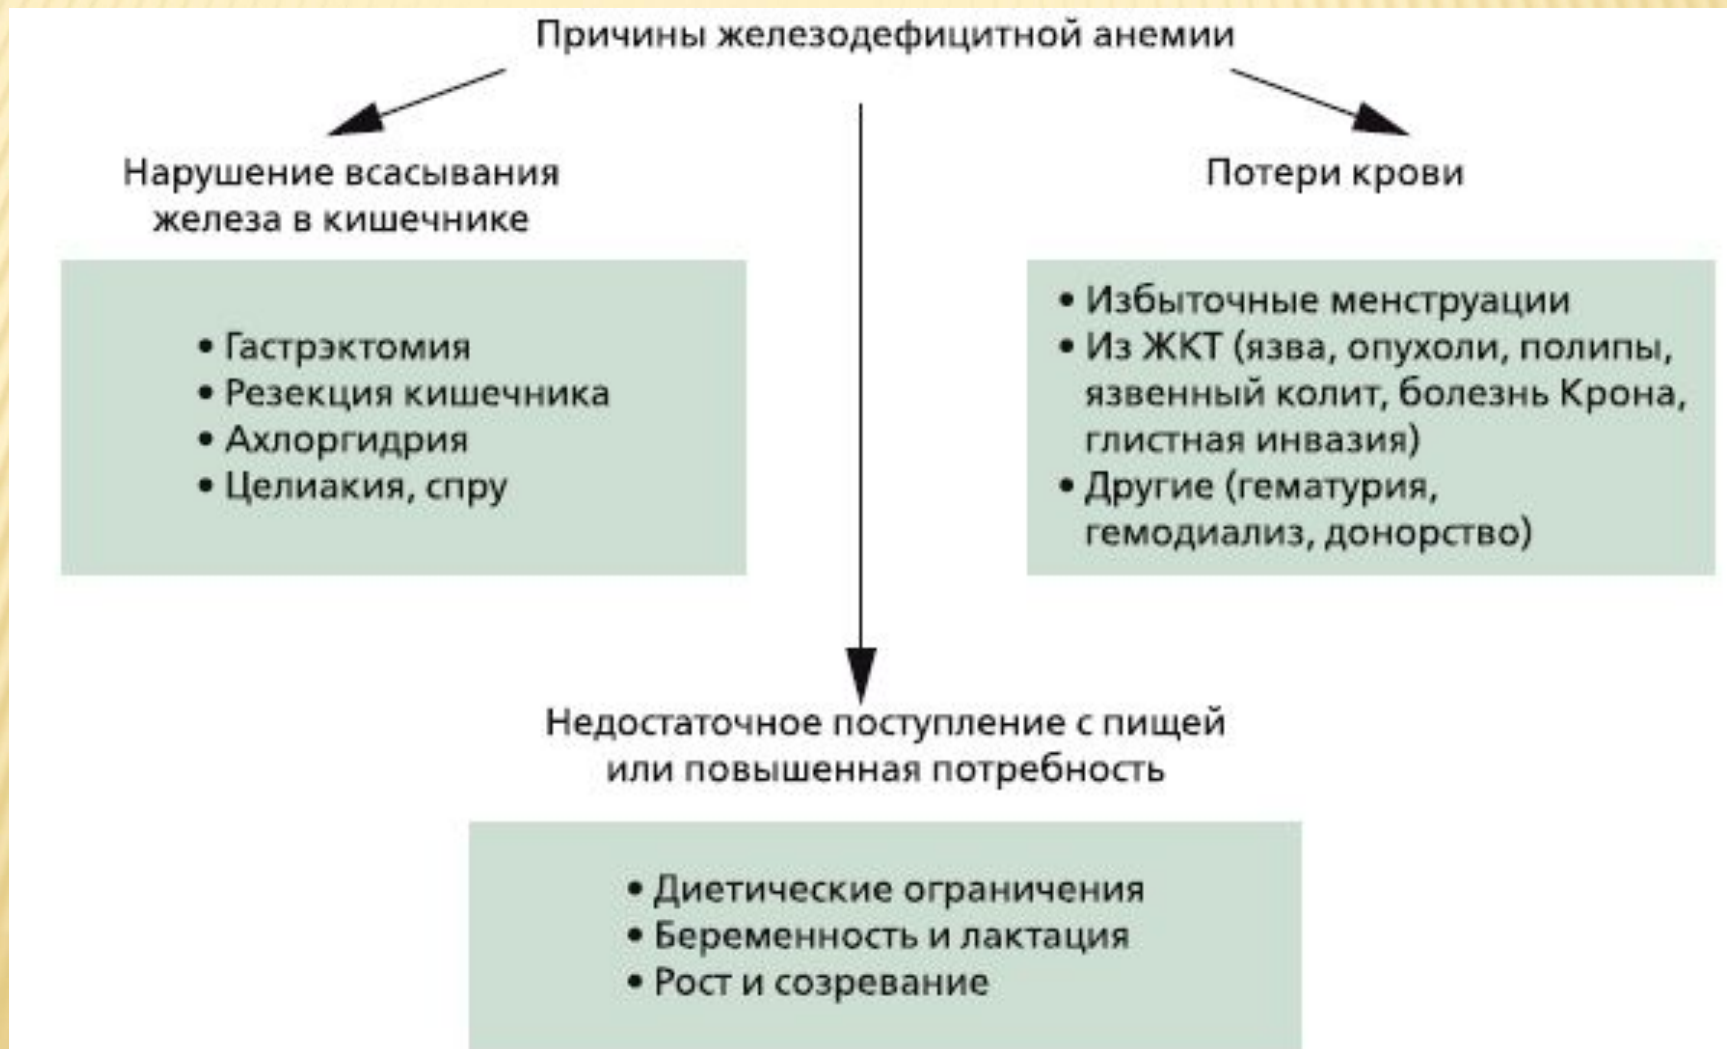 Причины железодефицитной анемии
Нарушение всасывания
железа в кишечнике
• Гастрэктомия
• Резекция кишечника
• Ахлоргидрия
• Целиакия, спру
Потери крови
• Избыточные менструации
• Из ЖКТ (язва, опухоли, полипы,
язвенный колит, болезнь Крона,
глистная инвазия)
• Другие (гематурия,
гемодиализ, донорство)
Недостаточное поступление с пищей
или повышенная потребность
• Диетические ограничения
• Беременность и лактация
• Рост и созревание